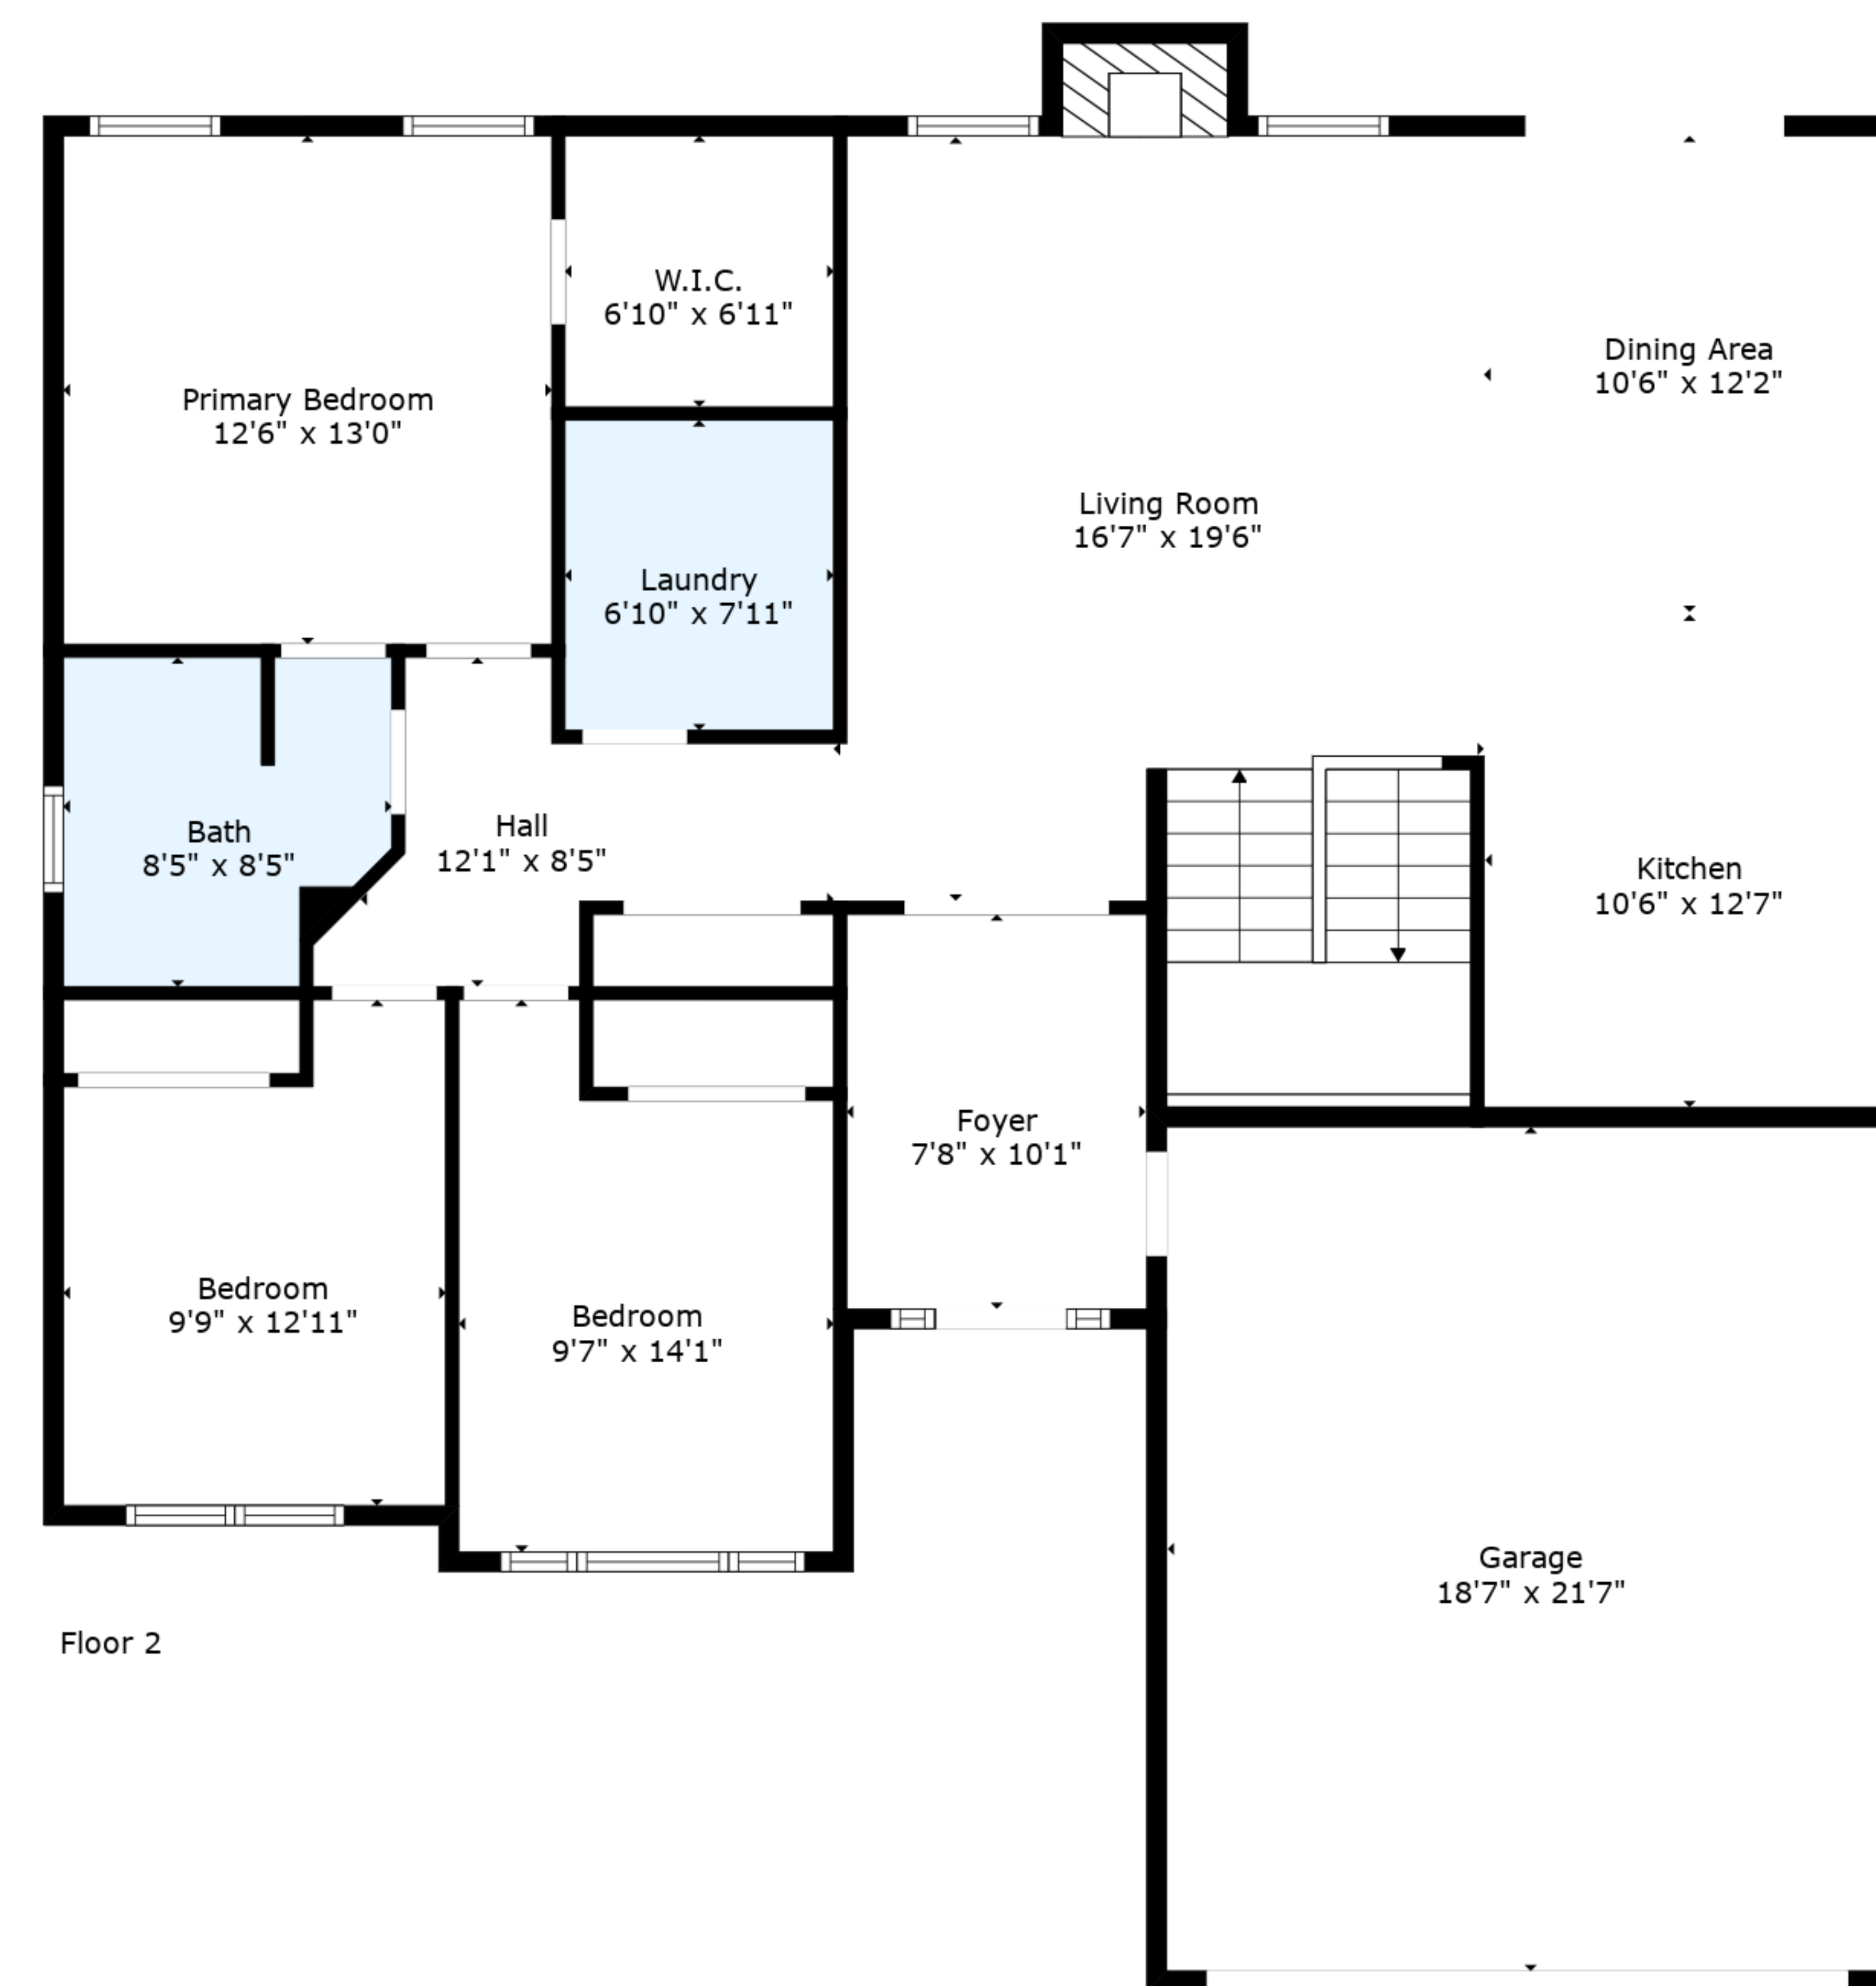 W.I.C.
6'10" x 6'11"
Dining Area
10'6" x 12'2"
Primary Bedroom
12'6" x 13'0"
Living Room
16'7" x 19'6"
Laundry
6'10" x 7'11"
Bath
8'5" x 8'5"
Hall
12'1" x 8'5"
Kitchen
10'6" x 12'7"
Foyer
7'8" x 10'1"
Bedroom
9'9" x 12'11"
Bedroom
9'7" x 14'1"
Garage
18'7" x 21'7"
Floor 2